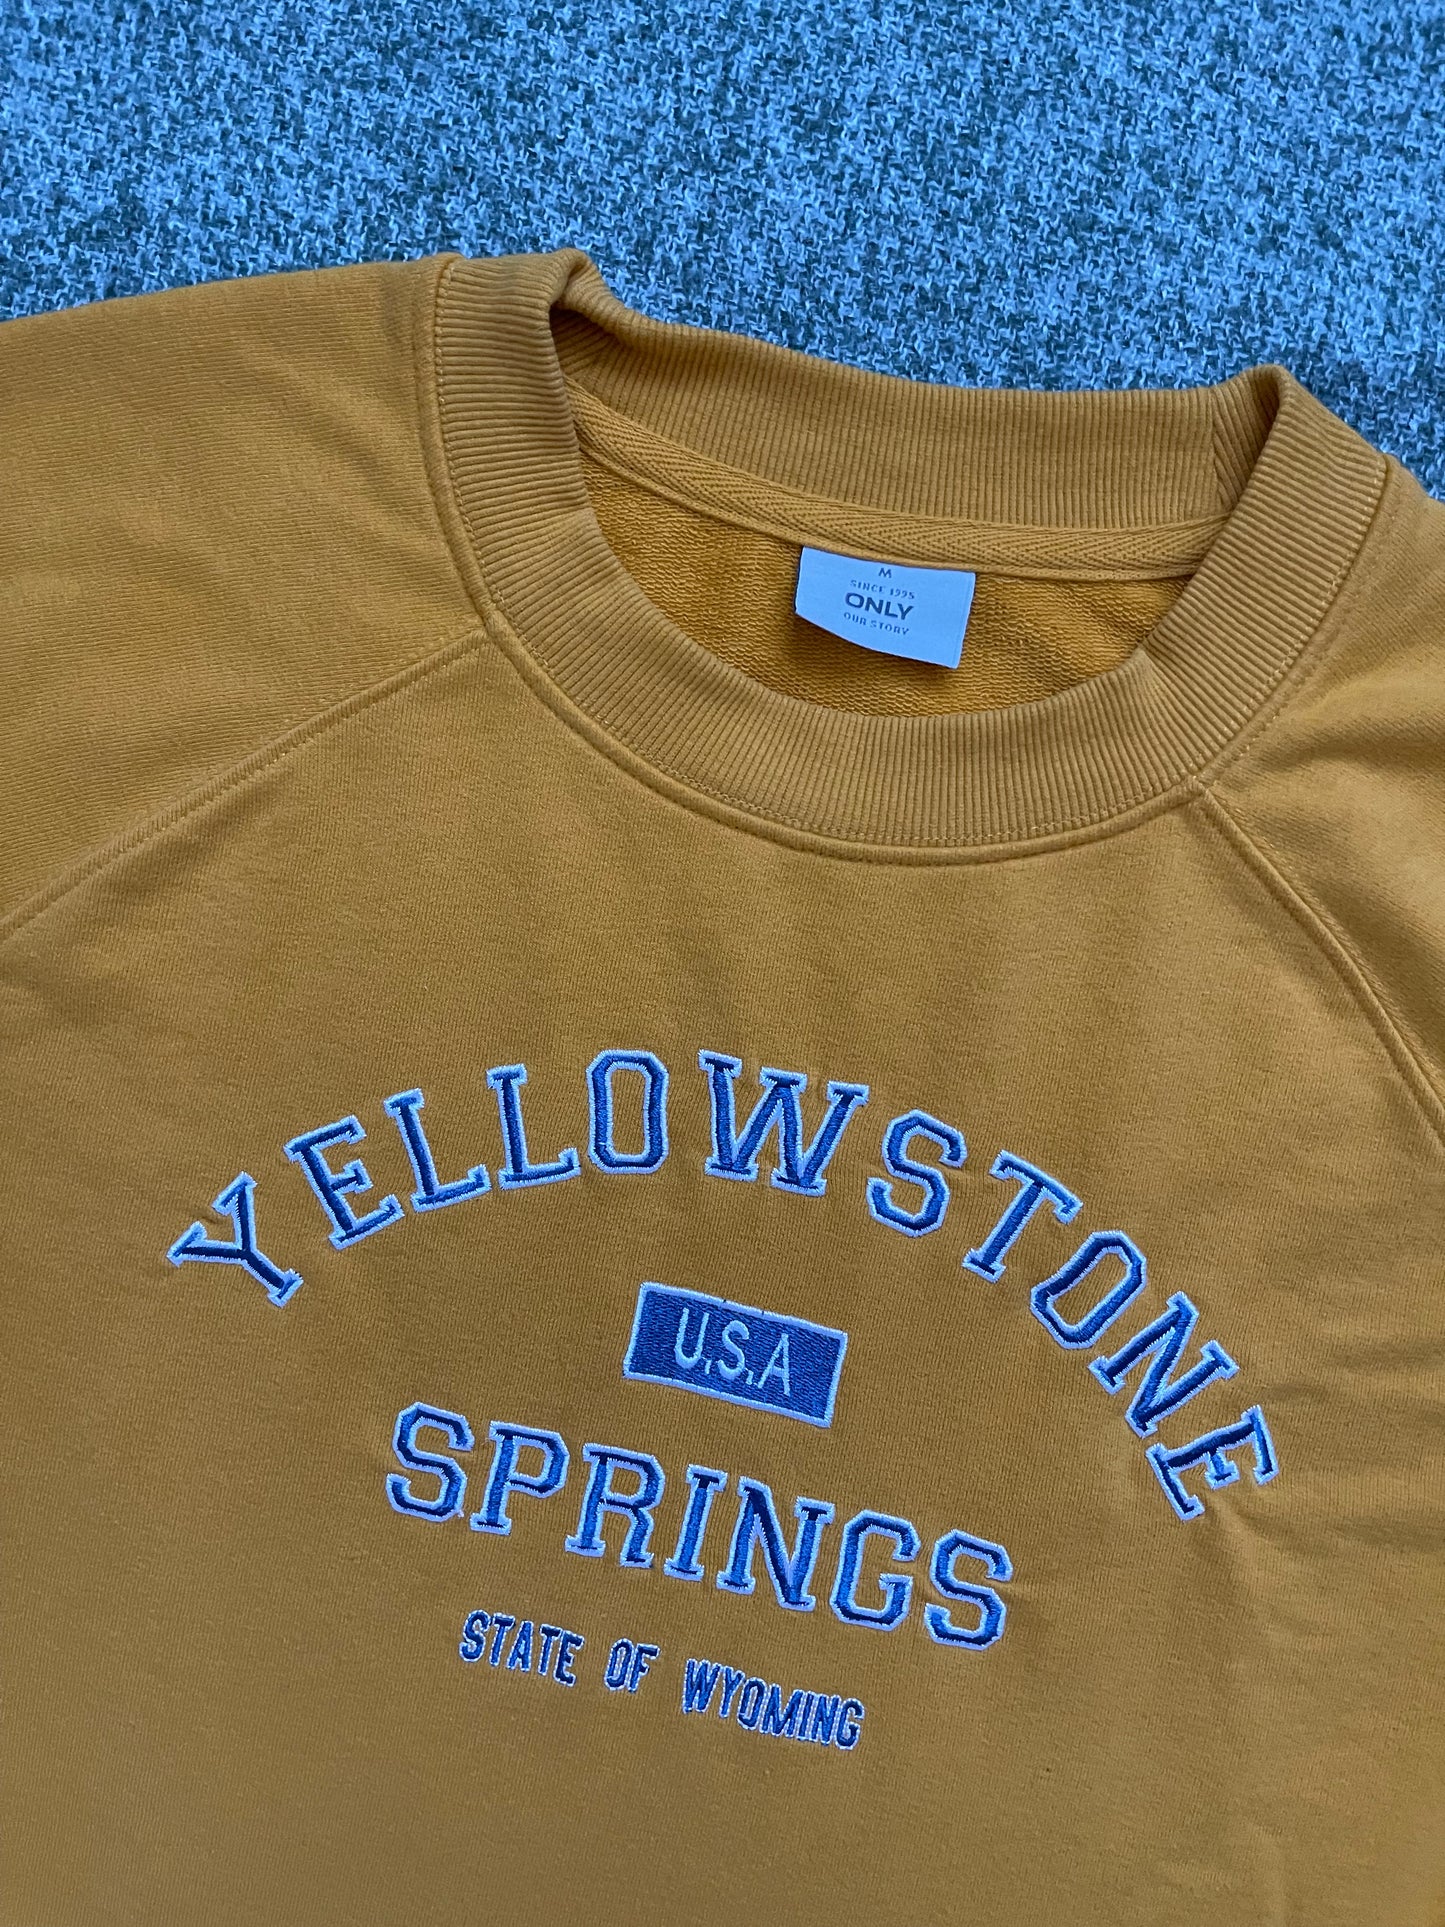 M
SINCE 1995
ONLY
OUR STORY
YELLOWSTONE
U.S.A
SPRINGS
STATE OF WYOMING